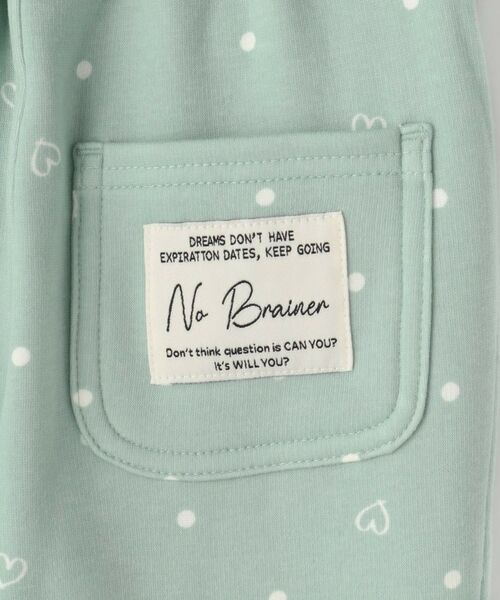 DREAMS DON'T HAVE
EXPIRATTON DATES, KEEP GOING
No Brainer
Don't think question is CAN YOU?
It's WILL YOU?